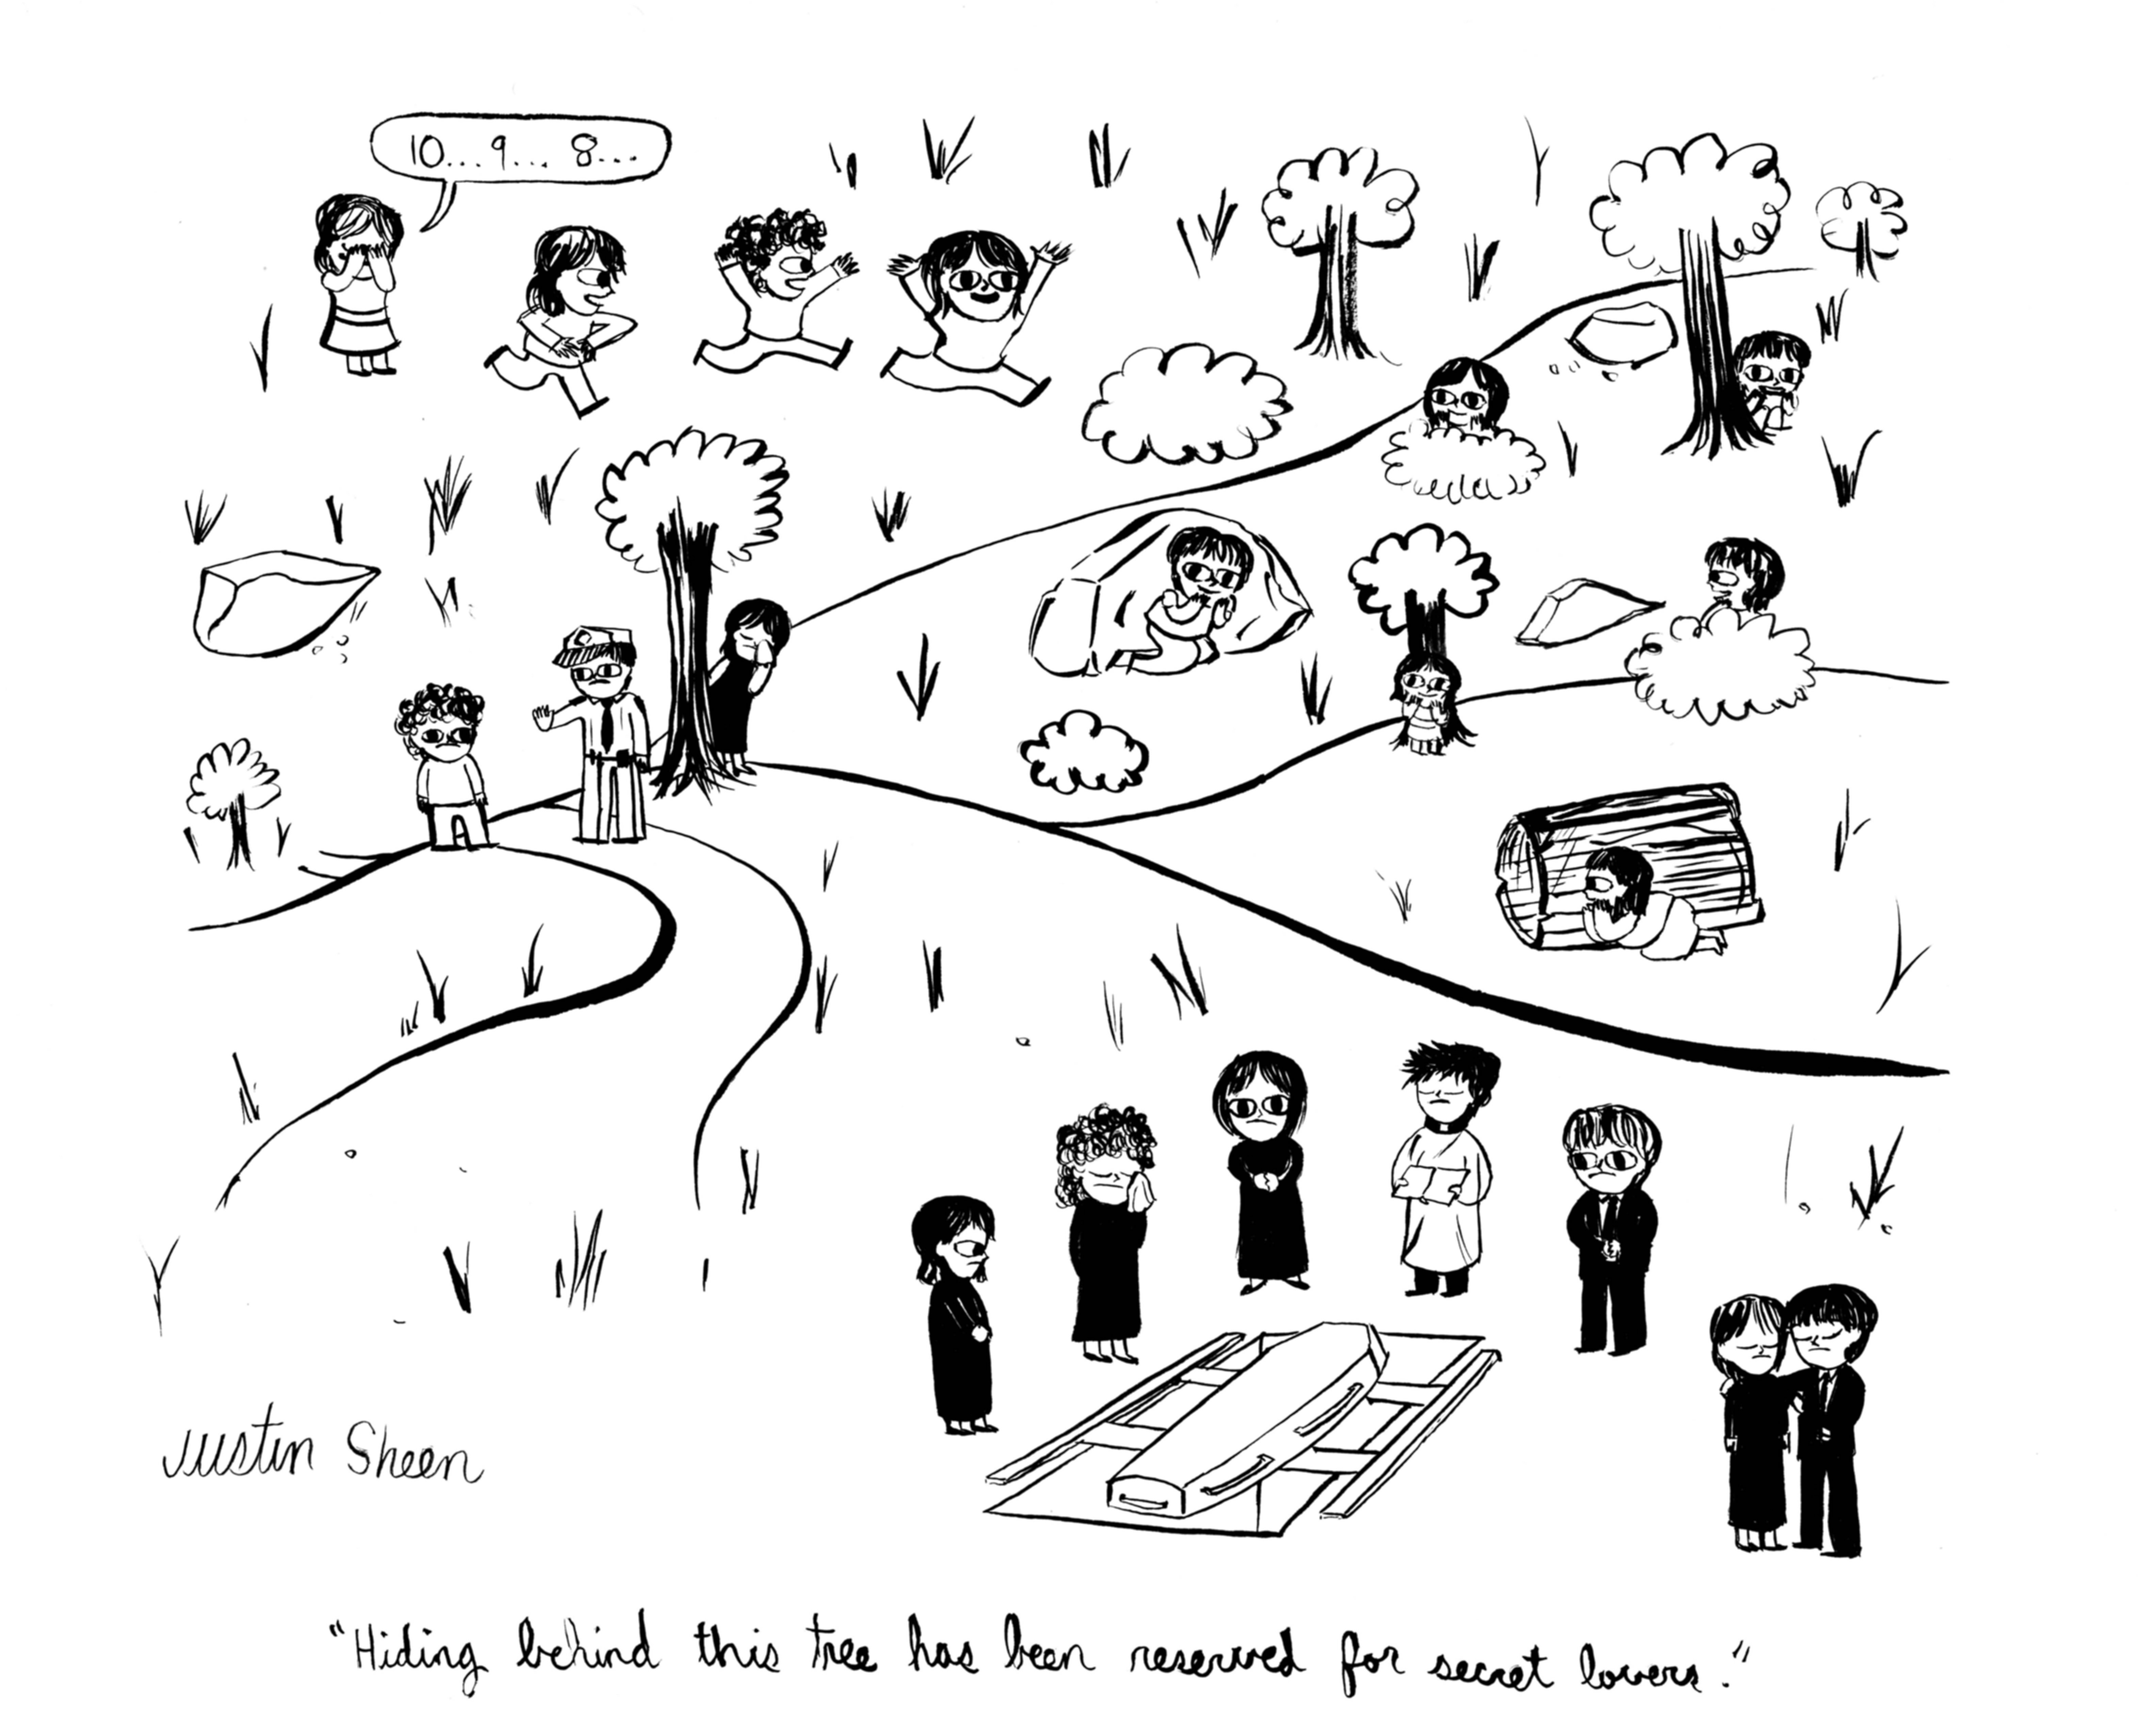 10... 9... 8...
Justin Sheen
"Hiding behind this tree has been reserved for secret lovers."